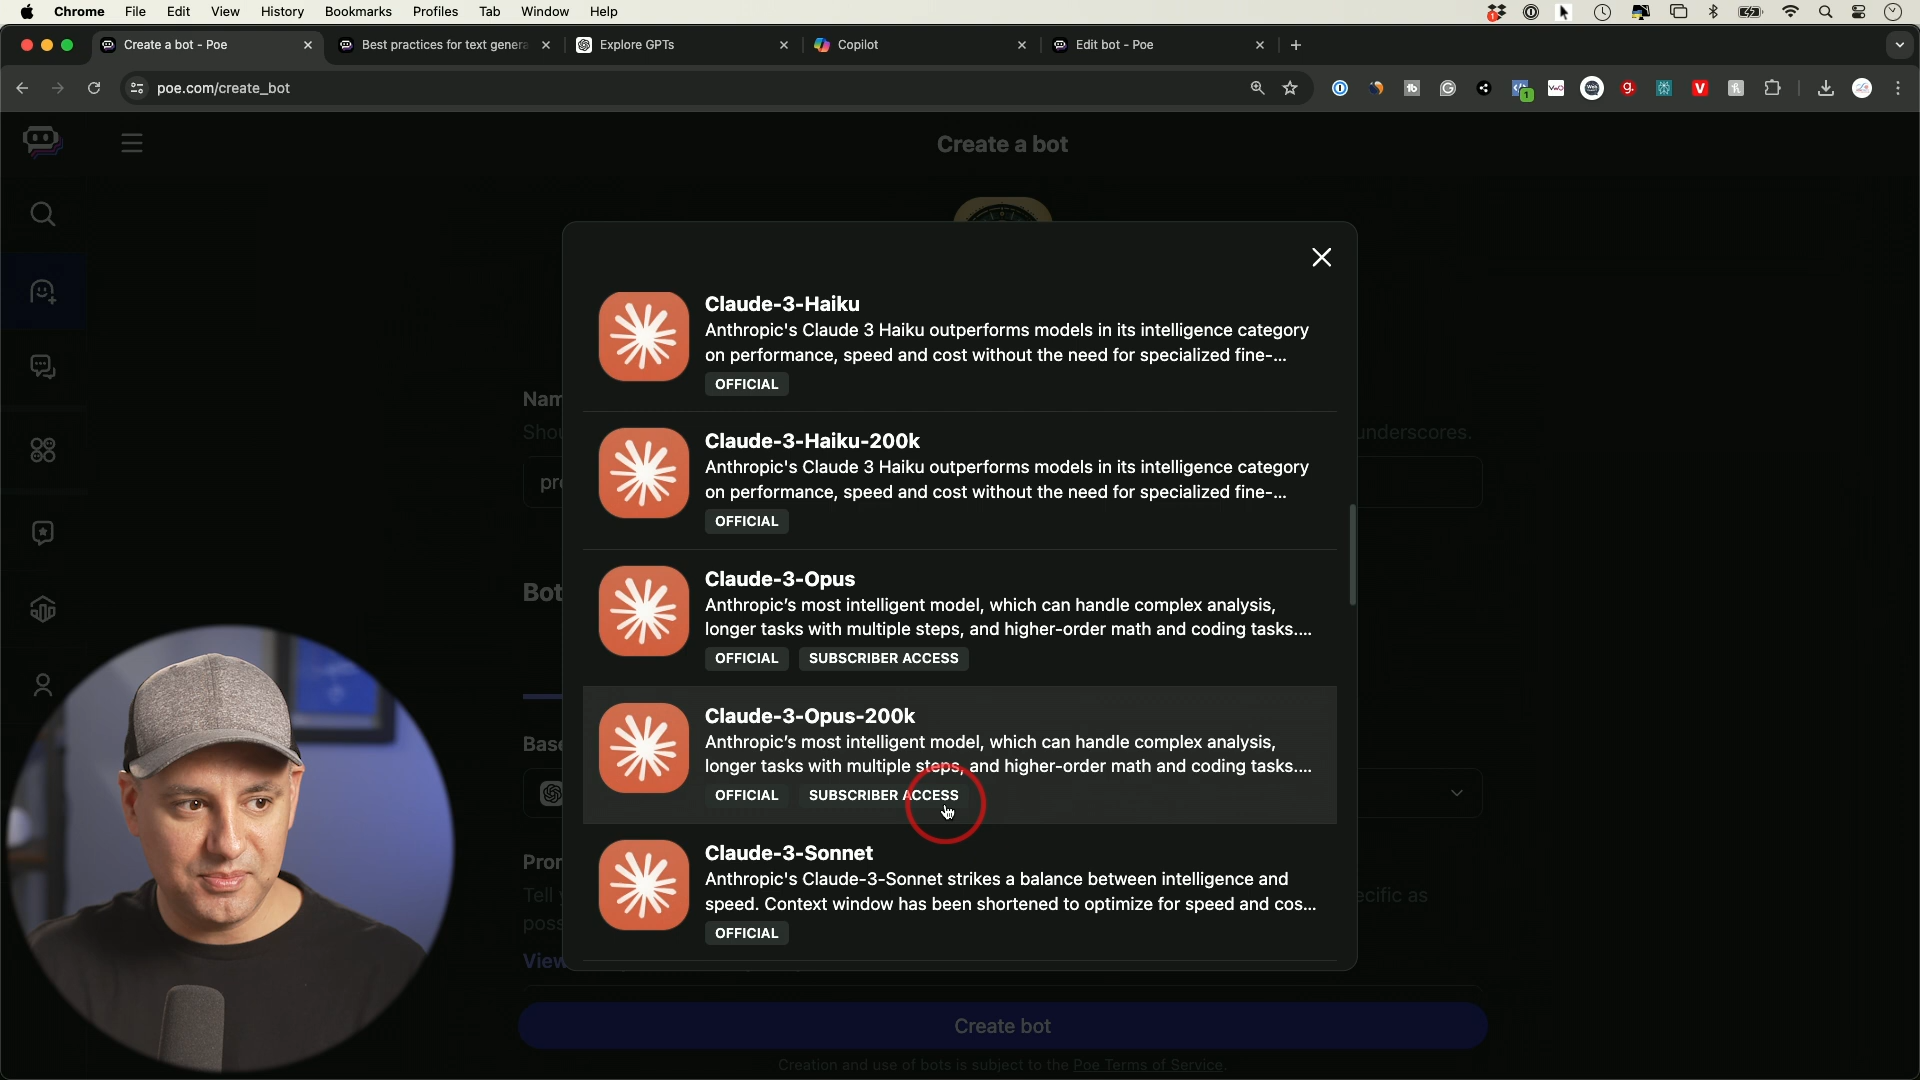 Chrome File Edit View History Bookmarks Profiles Tab Window Help
Create a bot - Poe
Best practices for text genera
Explore GPTs
Copilot
Edit bot - Poe
poe.com/create_bot
Create a bot
Claude-3-Haiku
Anthropic's Claude 3 Haiku outperforms models in its intelligence category
on performance, speed and cost without the need for specialized fine-...
OFFICIAL
Claude-3-Haiku-200k
Anthropic's Claude 3 Haiku outperforms models in its intelligence category
on performance, speed and cost without the need for specialized fine-...
OFFICIAL
Claude-3-Opus
Anthropic’s most intelligent model, which can handle complex analysis,
longer tasks with multiple steps, and higher-order math and coding tasks....
OFFICIAL SUBSCRIBER ACCESS
Claude-3-Opus-200k
Anthropic’s most intelligent model, which can handle complex analysis,
longer tasks with multiple steps, and higher-order math and coding tasks....
OFFICIAL SUBSCRIBER ACCESS
Claude-3-Sonnet
Anthropic's Claude-3-Sonnet strikes a balance between intelligence and
speed. Context window has been shortened to optimize for speed and cos...
OFFICIAL
underscores.
Bot
Tell
View
Create bot
Creation and use of bots is subject to the Poe Terms of Service.